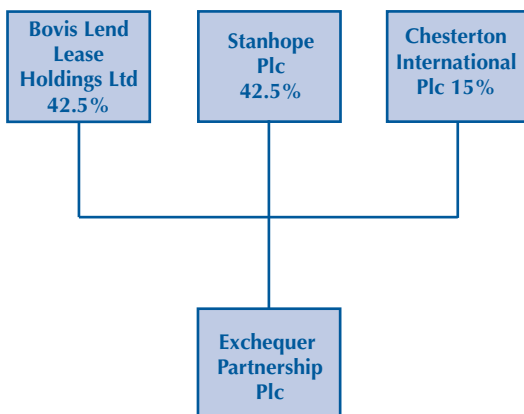 Bovis Lend
Lease
Holdings Ltd
42.5%
Stanhope
Plc
42.5%
Chesterton
International
Plc 15%
Exchequer
Partnership
Plc